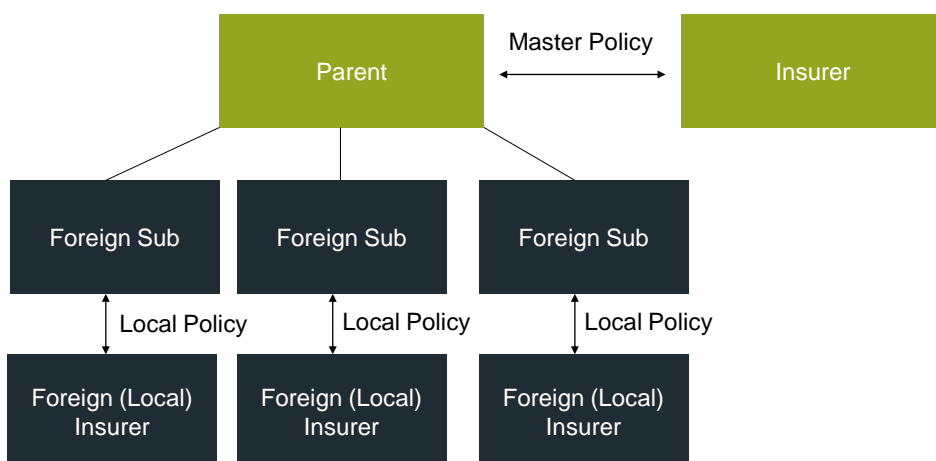 Master Policy
Parent
Insurer
Foreign Sub
Foreign Sub
Foreign Sub
Local Policy
Local Policy
Local Policy
Foreign (Local)
Insurer
Foreign (Local)
Insurer
Foreign (Local)
Insurer